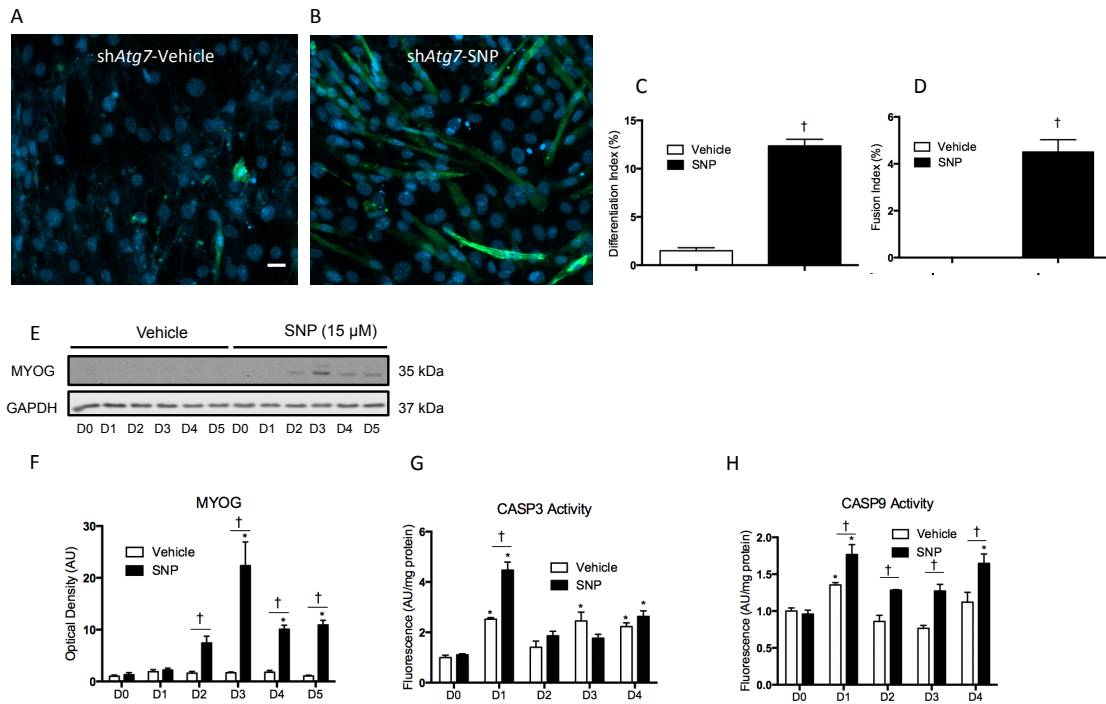 A
B
shAtg7-Vehicle
shAtg7-SNP
C
D
15
10
5
0
Differentiation Index (%)
Vehicle
SNP
†
6
4
2
0
Fusion Index (%)
Vehicle
SNP
†
E
Vehicle
SNP (15 µM)
MYOG
35 kDa
GAPDH
37 kDa
D0 D1 D2 D3 D4 D5 D0 D1 D2 D3 D4 D5
F
G
H
MYOG
30
20
10
0
Optical Density (AU)
Vehicle
SNP
† † * † * † *
D0 D1 D2 D3 D4 D5
CASP3 Activity
6
4
2
0
Fluorescence (AU/mg protein)
Vehicle
SNP
* † * * * *
D0 D1 D2 D3 D4
CASP9 Activity
2.0
1.5
1.0
0.5
0.0
Fluorescence (AU/mg protein)
Vehicle
SNP
* † * † † † *
D0 D1 D2 D3 D4